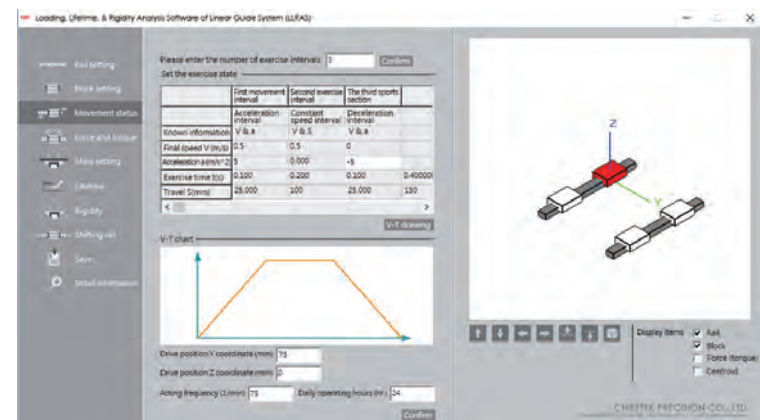 Loading, Lifetime, & Rigidity Analysis Software of Linear Guide System (LLRAS)
Rail setting
Block setting
Movement status
Force and torque
Mass setting
Lifetime
Rigidity
Shifting rail
Save
Detail information
Please enter the number of exercise intervals 3 Confirm
Set the exercise state
First movement interval Second exercise interval The third sports section
Acceleration interval Constant speed interval Deceleration interval
Known information V & a V & S V & a
Final speed V (m/s) 0.5 0.5 0
Acceleration a(m/s^2) 5 0.000 -5
Exercise time t(s) 0.100 0.200 0.100 0.40000
Travel S(mm) 25.000 100 25.000 150
V-T drawing
V-T chart
Drive position Y coordinate (mm) 75
Drive position Z coordinate (mm) 0
Acting frequency (1/min) 75 Daily operating hours (hr) 24
Confirm
Z
Y
Display items Rail
Block
Force (torque)
Centroid
CHIEFTEK PRECISION CO., LTD.